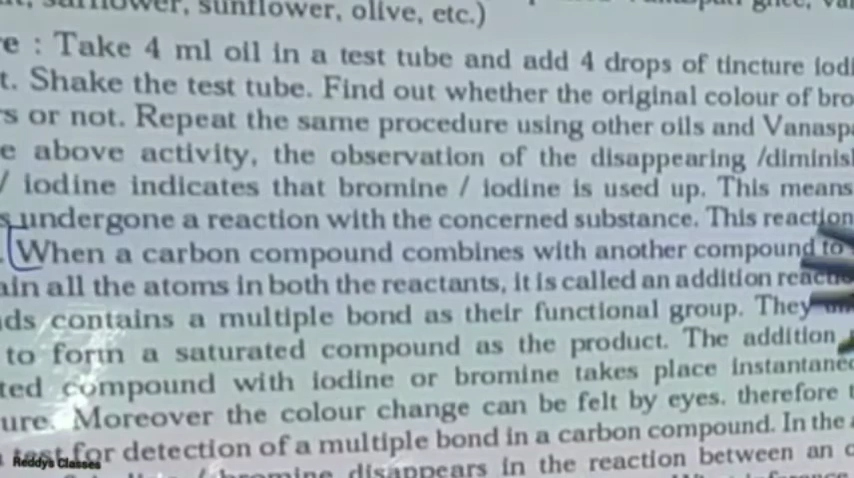 sunflower, olive, etc.)
e : Take 4 ml oil in a test tube and add 4 drops of tincture iodi
t. Shake the test tube. Find out whether the original colour of bro
s or not. Repeat the same procedure using other oils and Vanasp
e above activity, the observation of the disappearing /diminis
/ iodine indicates that bromine / iodine is used up. This means
s undergone a reaction with the concerned substance. This reaction
When a carbon compound combines with another compound to
ain all the atoms in both the reactants, it is called an addition
ds contains a multiple bond as their functional group. They
to form a saturated compound as the product. The addition
ted compound with iodine or bromine takes place instantane
ure. Moreover the colour change can be felt by eyes. therefore t
test for detection of a multiple bond in a carbon compound. In the a
/ bromine disappears in the reaction between an
Reddys Classes